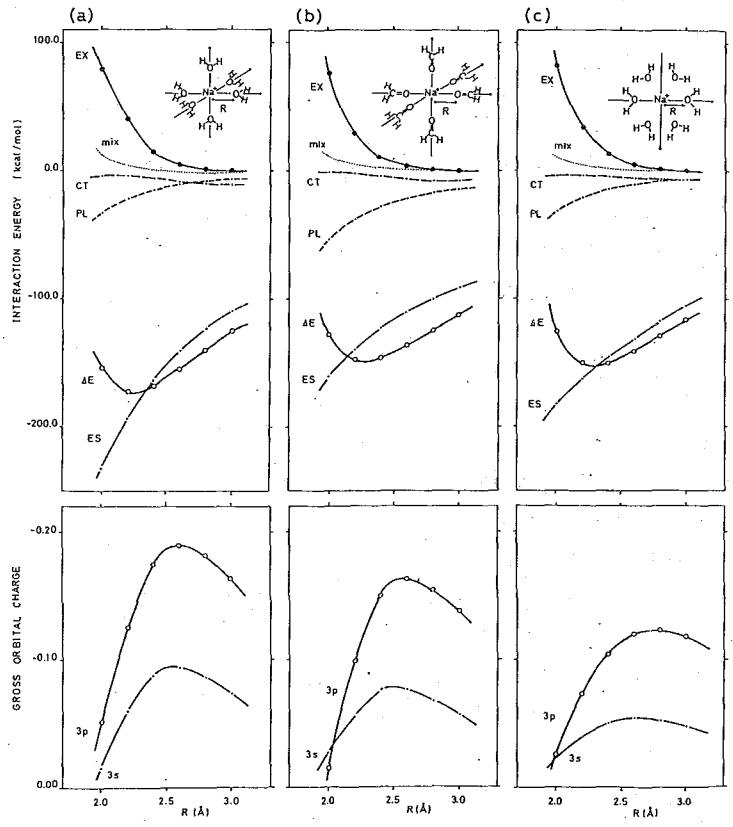 (a)
(b)
(c)
INTERACTION ENERGY ( kcal/mol)
100.0
0.0
-100.0
-200.0
EX
mix
CT
PL
ΔE
ES
Na+
R
EX
mix
CT
PL
ΔE
ES
Na+
R
EX
mix
CT
PL
ΔE
ES
Na+
R
GROSS ORBITAL CHARGE
-0.20
-0.10
0.00
3p
3s
3p
3s
3p
3s
2.0
2.5
3.0
R (Å)
2.0
2.5
3.0
R (Å)
2.0
2.5
3.0
R (Å)